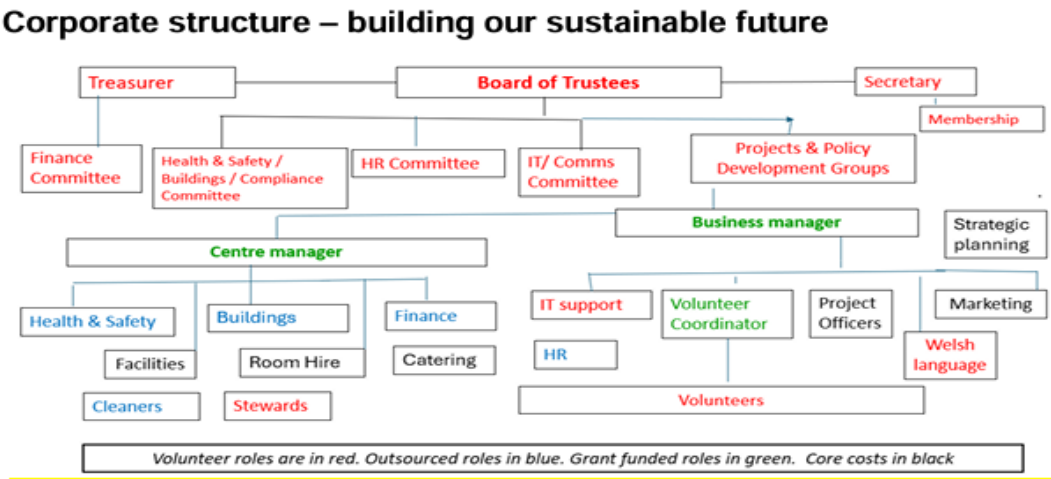 Corporate structure – building our sustainable future
Treasurer
Board of Trustees
Secretary
Membership
Finance
Committee
Health & Safety /
Buildings / Compliance
Committee
HR Committee
IT/ Comms
Committee
Projects & Policy
Development Groups
Business manager
Strategic
planning
Centre manager
Health & Safety
Buildings
Finance
IT support
Volunteer
Coordinator
Project
Officers
Marketing
Facilities
Room Hire
Catering
HR
Welsh
language
Cleaners
Stewards
Volunteers
Volunteer roles are in red. Outsourced roles in blue. Grant funded roles in green. Core costs in black